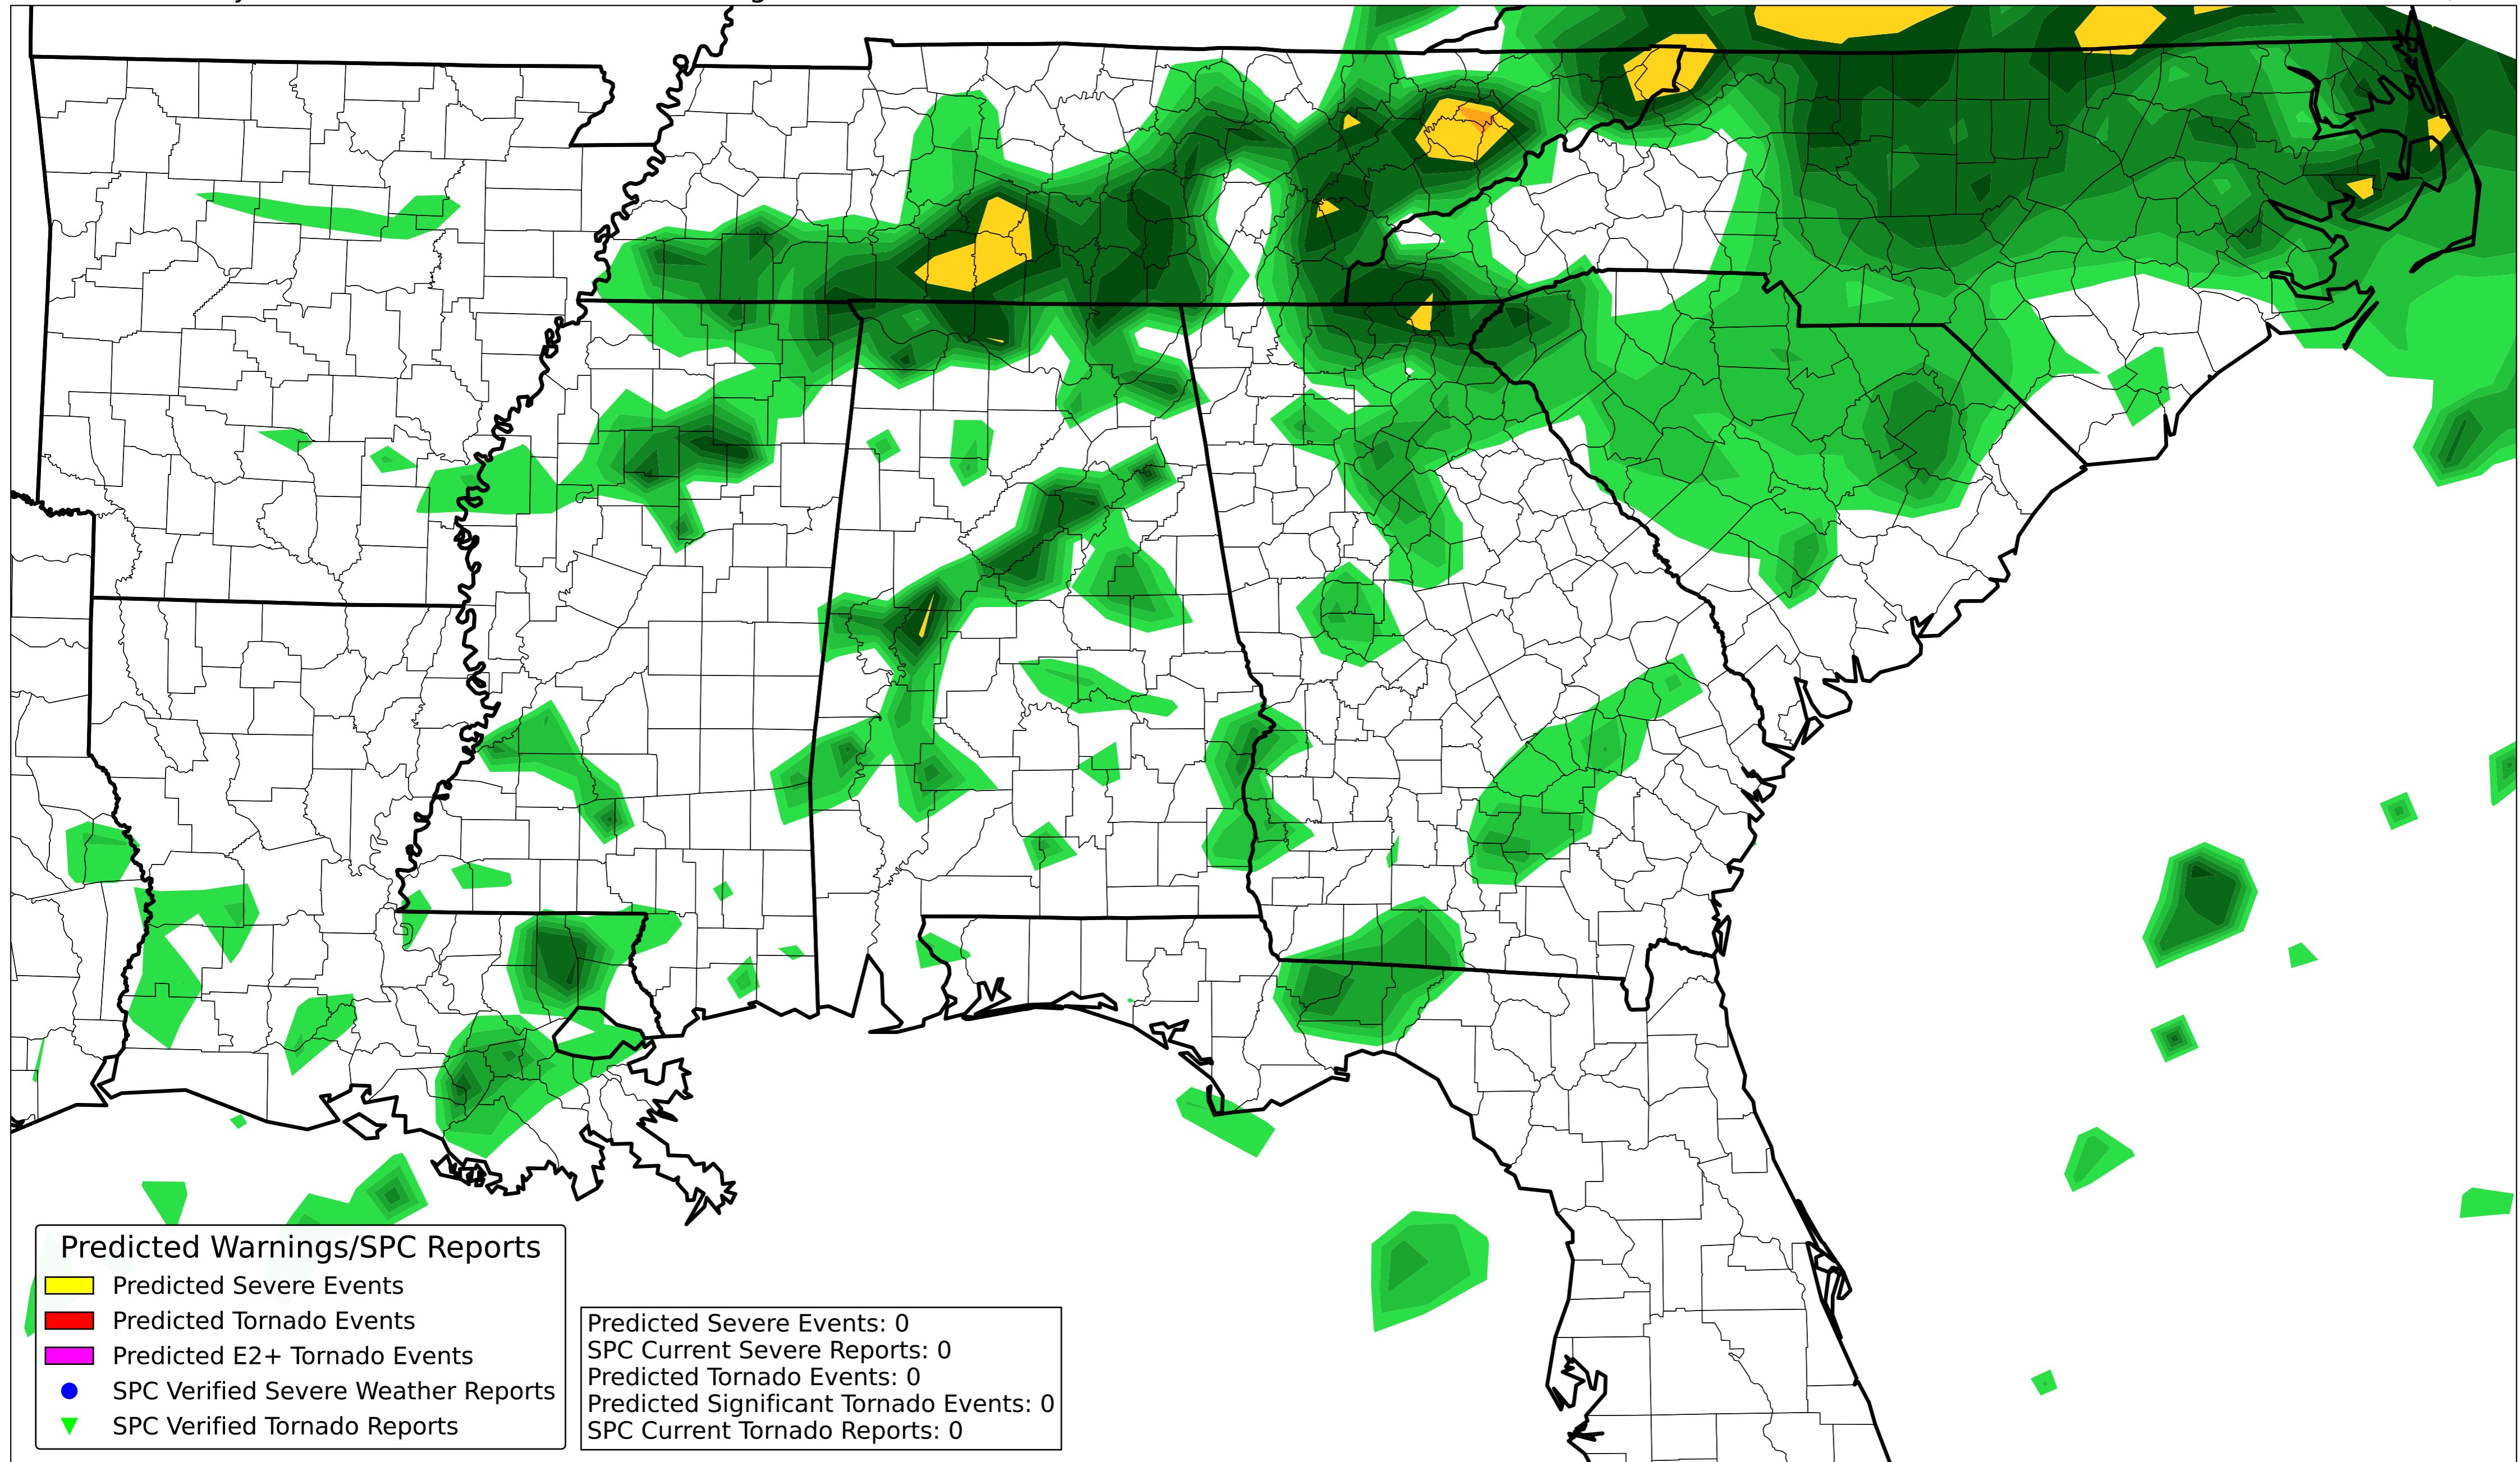 Predicted Warnings/SPC Reports
Predicted Severe Events
Predicted Tornado Events
Predicted E2+ Tornado Events
SPC Verified Severe Weather Reports
SPC Verified Tornado Reports
Predicted Severe Events: 0
SPC Current Severe Reports: 0
Predicted Tornado Events: 0
Predicted Significant Tornado Events: 0
SPC Current Tornado Reports: 0